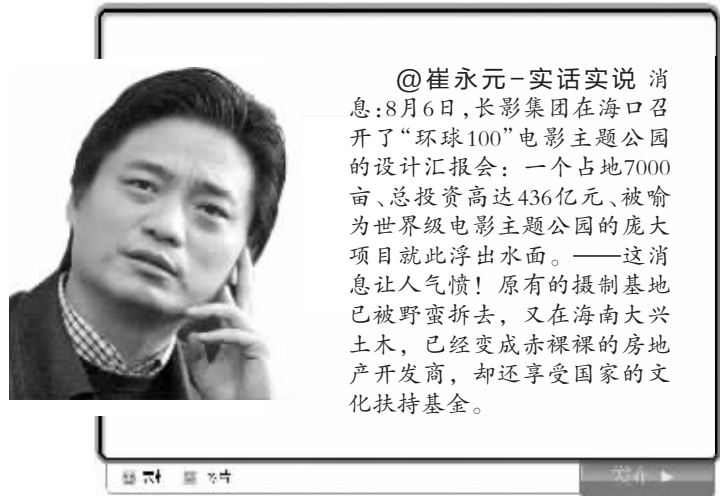 @崔永元-实话实说 消
息:8月6日,长影集团在海口召
开了“环球100”电影主题公园
的设计汇报会：一个占地7000
亩、总投资高达436亿元、被喻
为世界级电影主题公园的庞大
项目就此浮出水面。——这消
息让人气愤！原有的摄制基地
已被野蛮拆去，又在海南大兴
土木，已经变成赤裸裸的房地
产开发商，却还享受国家的文
化扶持基金。